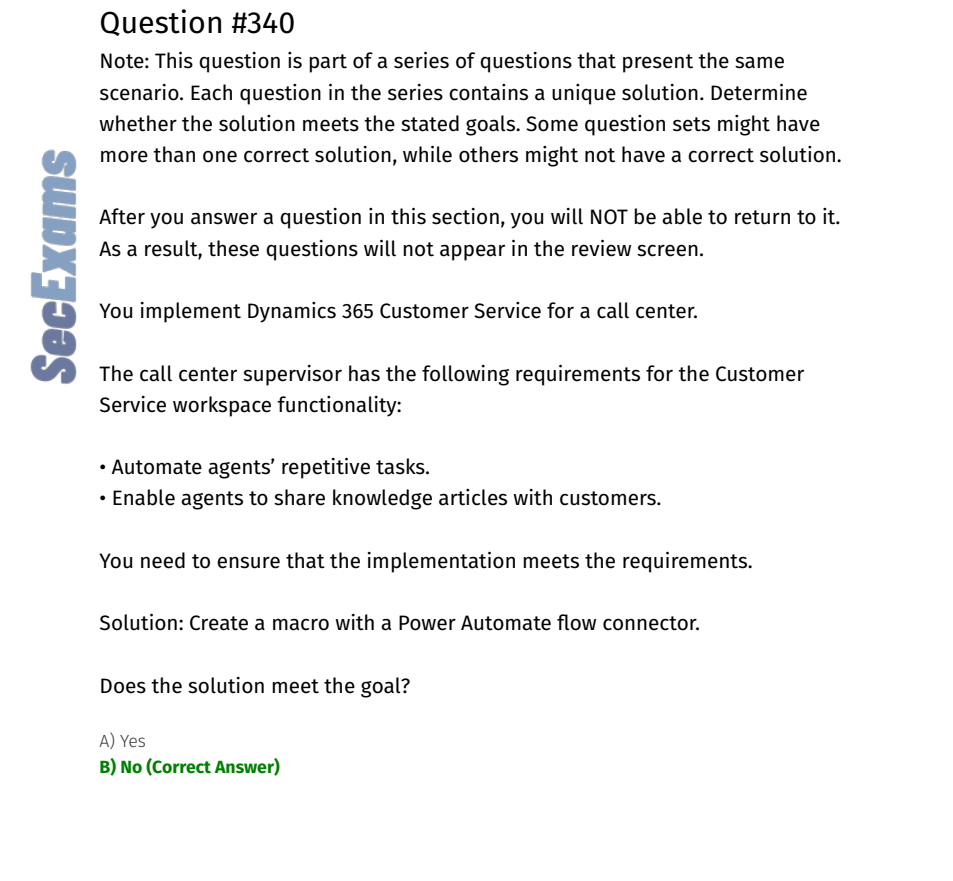 Question #340
Note: This question is part of a series of questions that present the same
scenario. Each question in the series contains a unique solution. Determine
whether the solution meets the stated goals. Some question sets might have
more than one correct solution, while others might not have a correct solution.
After you answer a question in this section, you will NOT be able to return to it.
As a result, these questions will not appear in the review screen.
You implement Dynamics 365 Customer Service for a call center.
The call center supervisor has the following requirements for the Customer
Service workspace functionality:
• Automate agents’ repetitive tasks.
• Enable agents to share knowledge articles with customers.
You need to ensure that the implementation meets the requirements.
Solution: Create a macro with a Power Automate flow connector.
Does the solution meet the goal?
A) Yes
B) No (Correct Answer)
SecExams